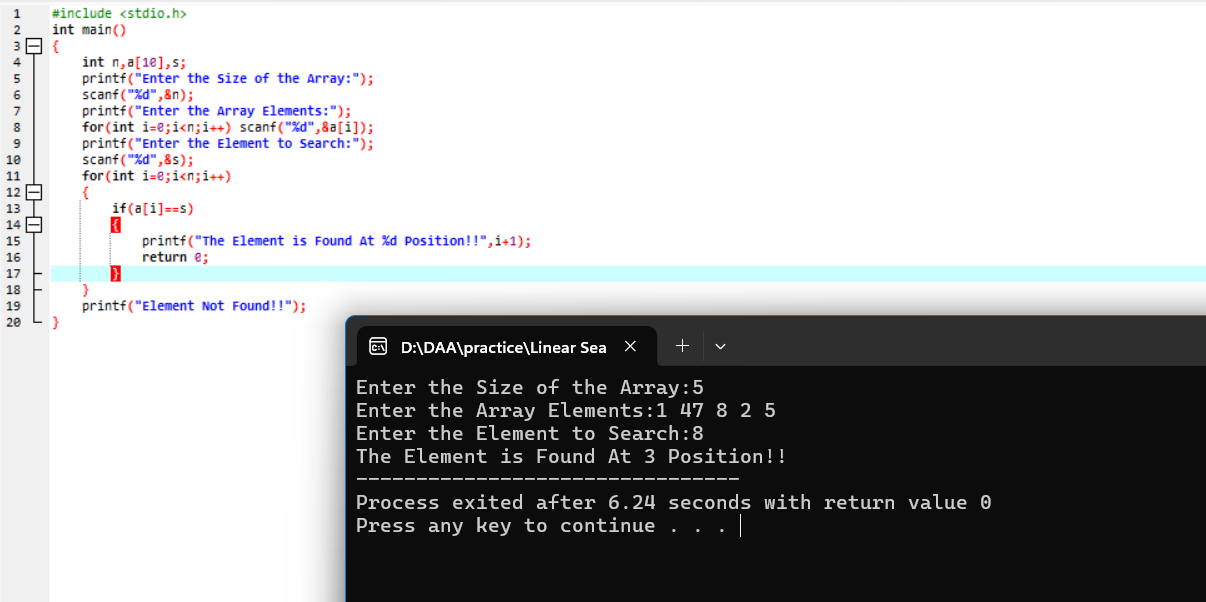 1 #include <stdio.h>
2 int main()
3 {
4 int n,a[10],s;
5 printf("Enter the Size of the Array:");
6 scanf("%d",&n);
7 printf("Enter the Array Elements:");
8 for(int i=0;i<n;i++) scanf("%d",&a[i]);
9 printf("Enter the Element to Search:");
10 scanf("%d",&s);
11 for(int i=0;i<n;i++)
12 {
13 if(a[i]==s)
14 {
15 printf("The Element is Found At %d Position!!",i+1);
16 return 0;
17 }
18 }
19 printf("Element Not Found!!");
20 }
D:\DAA\practice\Linear Sea
Enter the Size of the Array:5
Enter the Array Elements:1 47 8 2 5
Enter the Element to Search:8
The Element is Found At 3 Position!!
--------------------------------
Process exited after 6.24 seconds with return value 0
Press any key to continue . . .